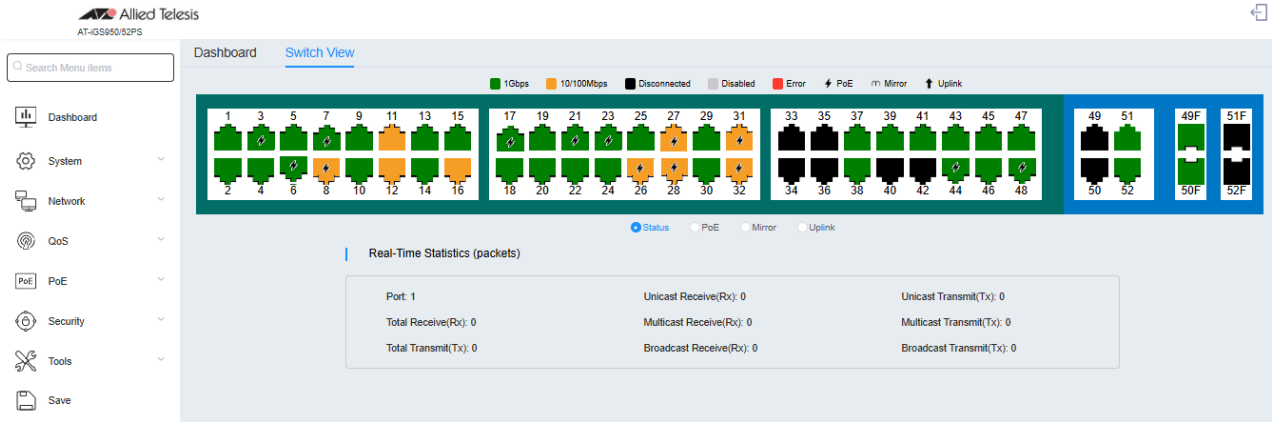 Allied Telesis
AT-iGS950/52PS
Search Menu items
Dashboard
System
Network
QoS
PoE PoE
Security
Tools
Save
Dashboard Switch View
1Gbps 10/100Mbps Disconnected Disabled Error PoE m Mirror Uplink
1 3 5 7 9 11 13 15 17 19 21 23 25 27 29 31 33 35 37 39 41 43 45 47 49 51 49F 51F
2 4 6 8 10 12 14 16 18 20 22 24 26 28 30 32 34 36 38 40 42 44 46 48 50 52 50F 52F
Status PoE Mirror Uplink
Real-Time Statistics (packets)
Port: 1 Unicast Receive(Rx): 0 Unicast Transmit(Tx): 0
Total Receive(Rx): 0 Multicast Receive(Rx): 0 Multicast Transmit(Tx): 0
Total Transmit(Tx): 0 Broadcast Receive(Rx): 0 Broadcast Transmit(Tx): 0